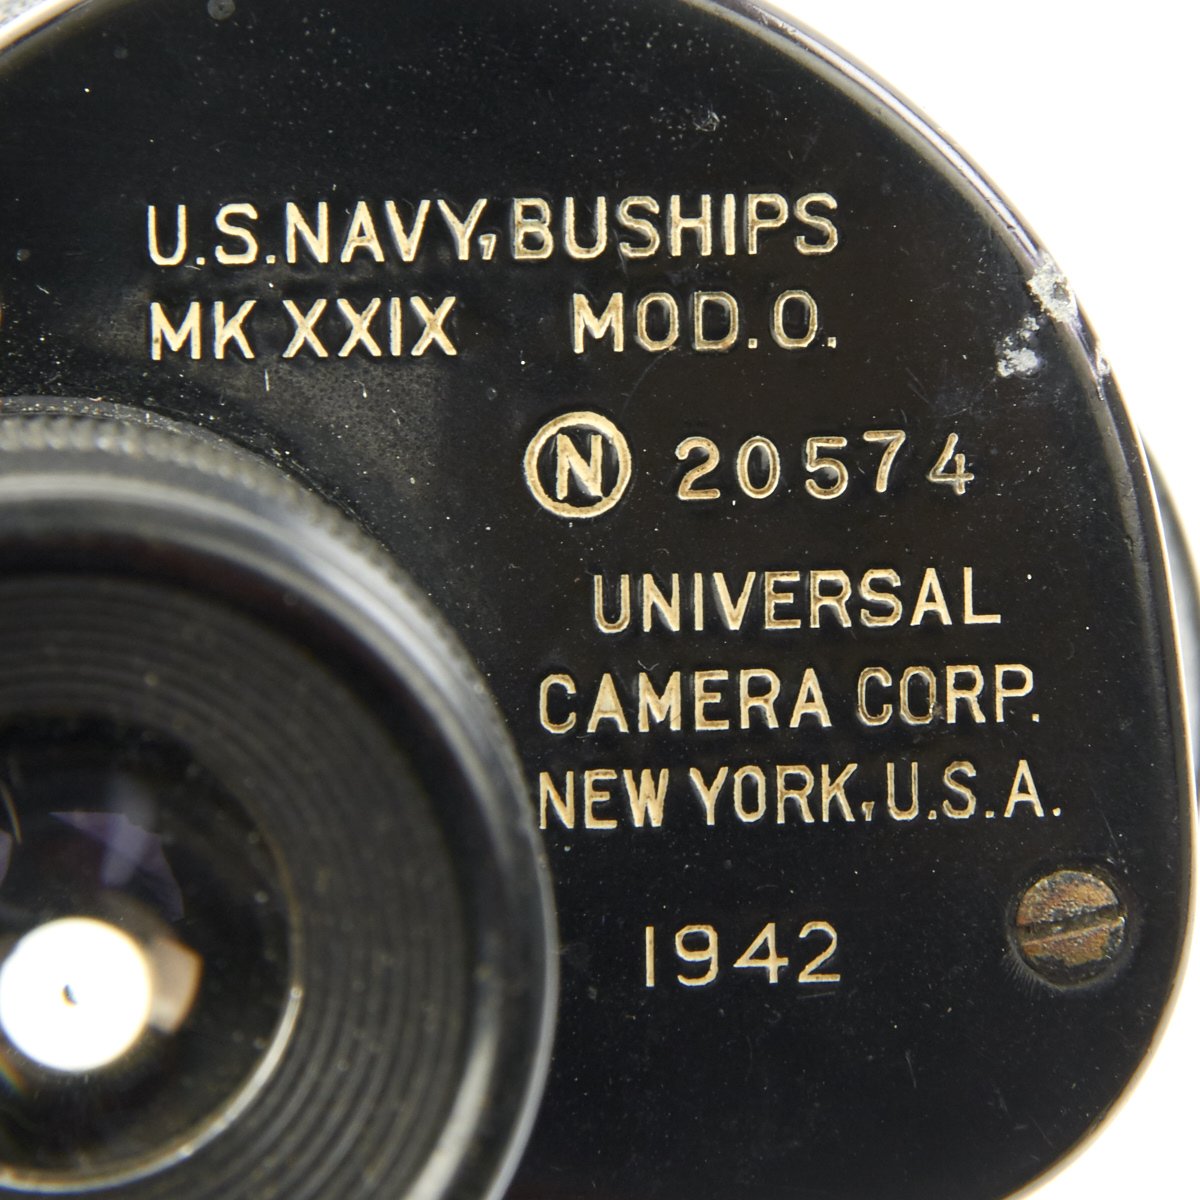 U.S. NAVY, BUSHIPS
MK XXIX MOD. O.
N 20574
UNIVERSAL
CAMERA CORP.
NEW YORK, U.S.A.
1942